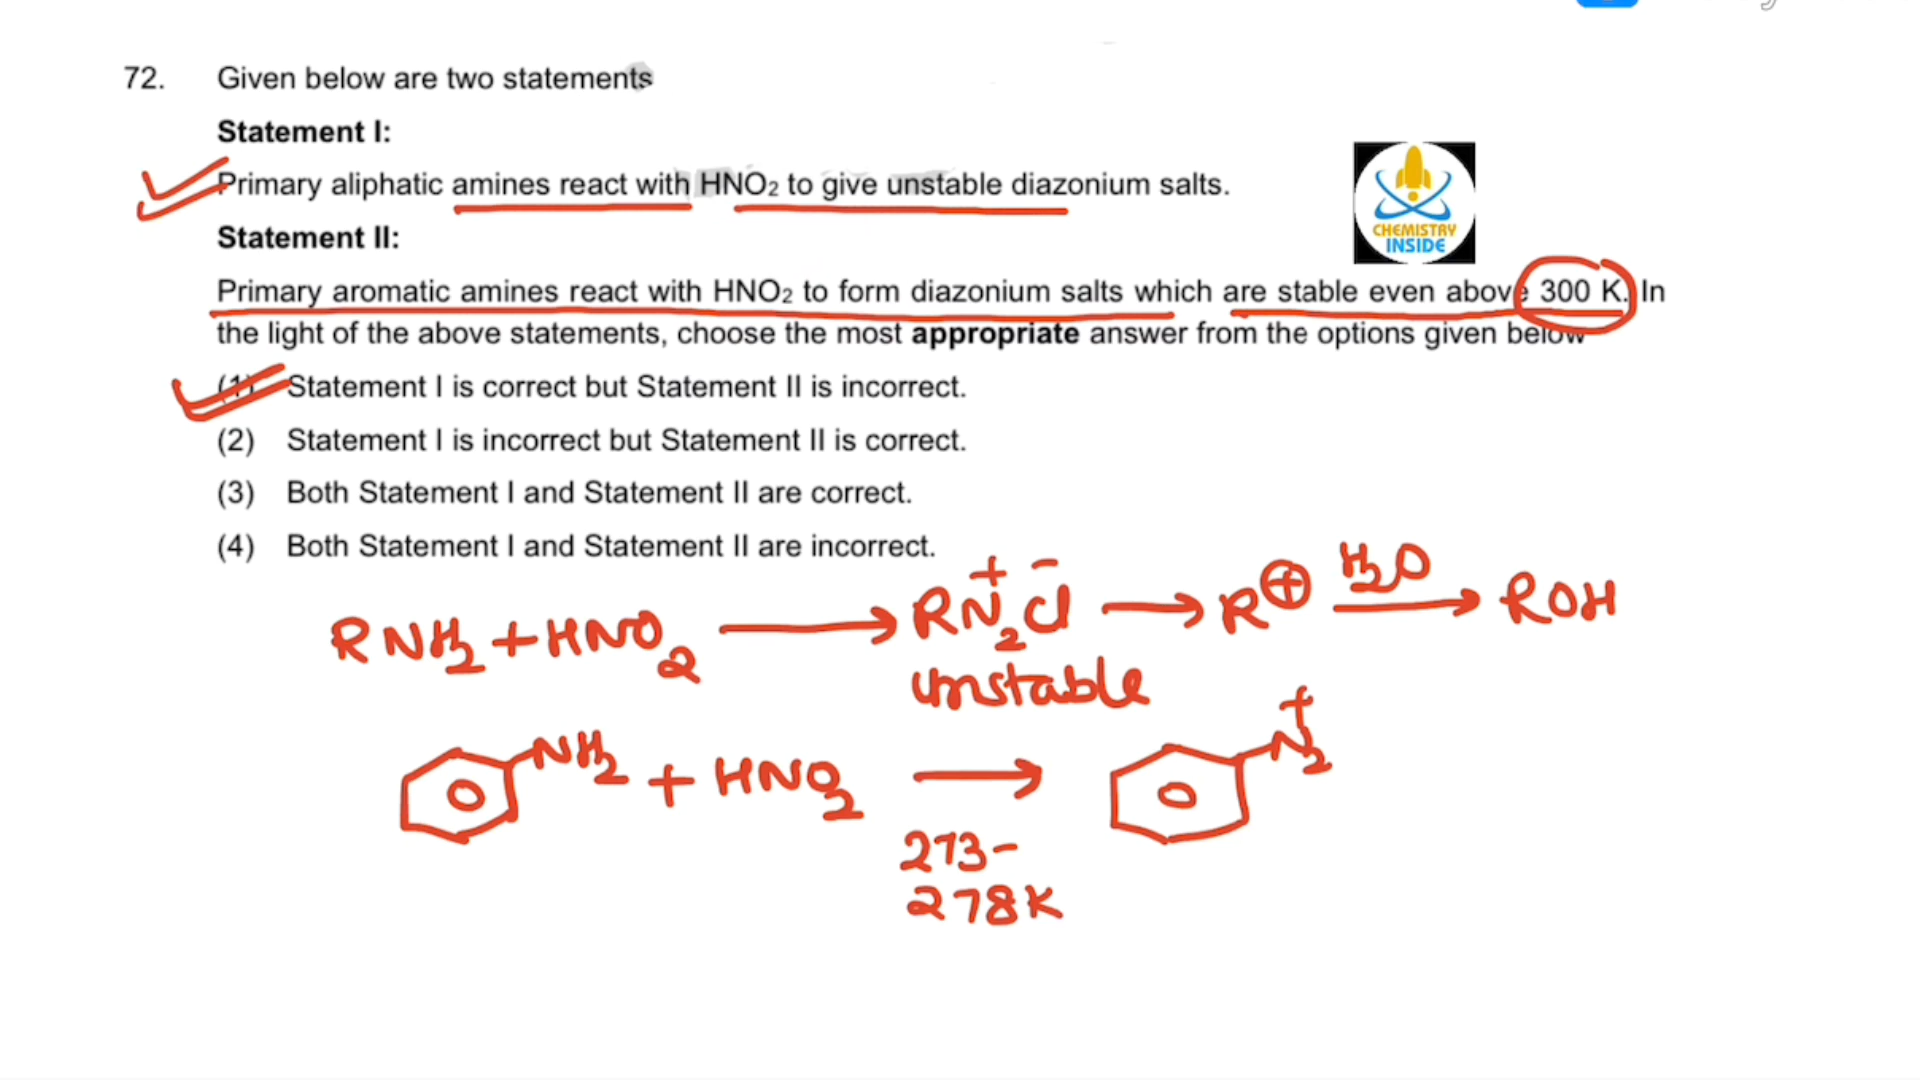 72. Given below are two statements
Statement I:
Primary aliphatic amines react with HNO₂ to give unstable diazonium salts.
CHEMISTRY
INSIDE
Statement II:
Primary aromatic amines react with HNO₂ to form diazonium salts which are stable even above 300 K. In
the light of the above statements, choose the most appropriate answer from the options given below
(1) Statement I is correct but Statement II is incorrect.
(2) Statement I is incorrect but Statement II is correct.
(3) Both Statement I and Statement II are correct.
(4) Both Statement I and Statement II are incorrect.
RNH₂ + HNO₂ ⟶ RN₂⁺Cl⁻ ⟶ R⊕ H₂O ⟶ ROH
unstable
NH₂ + HNO₂ ⟶ N₂⁺
273-
278K